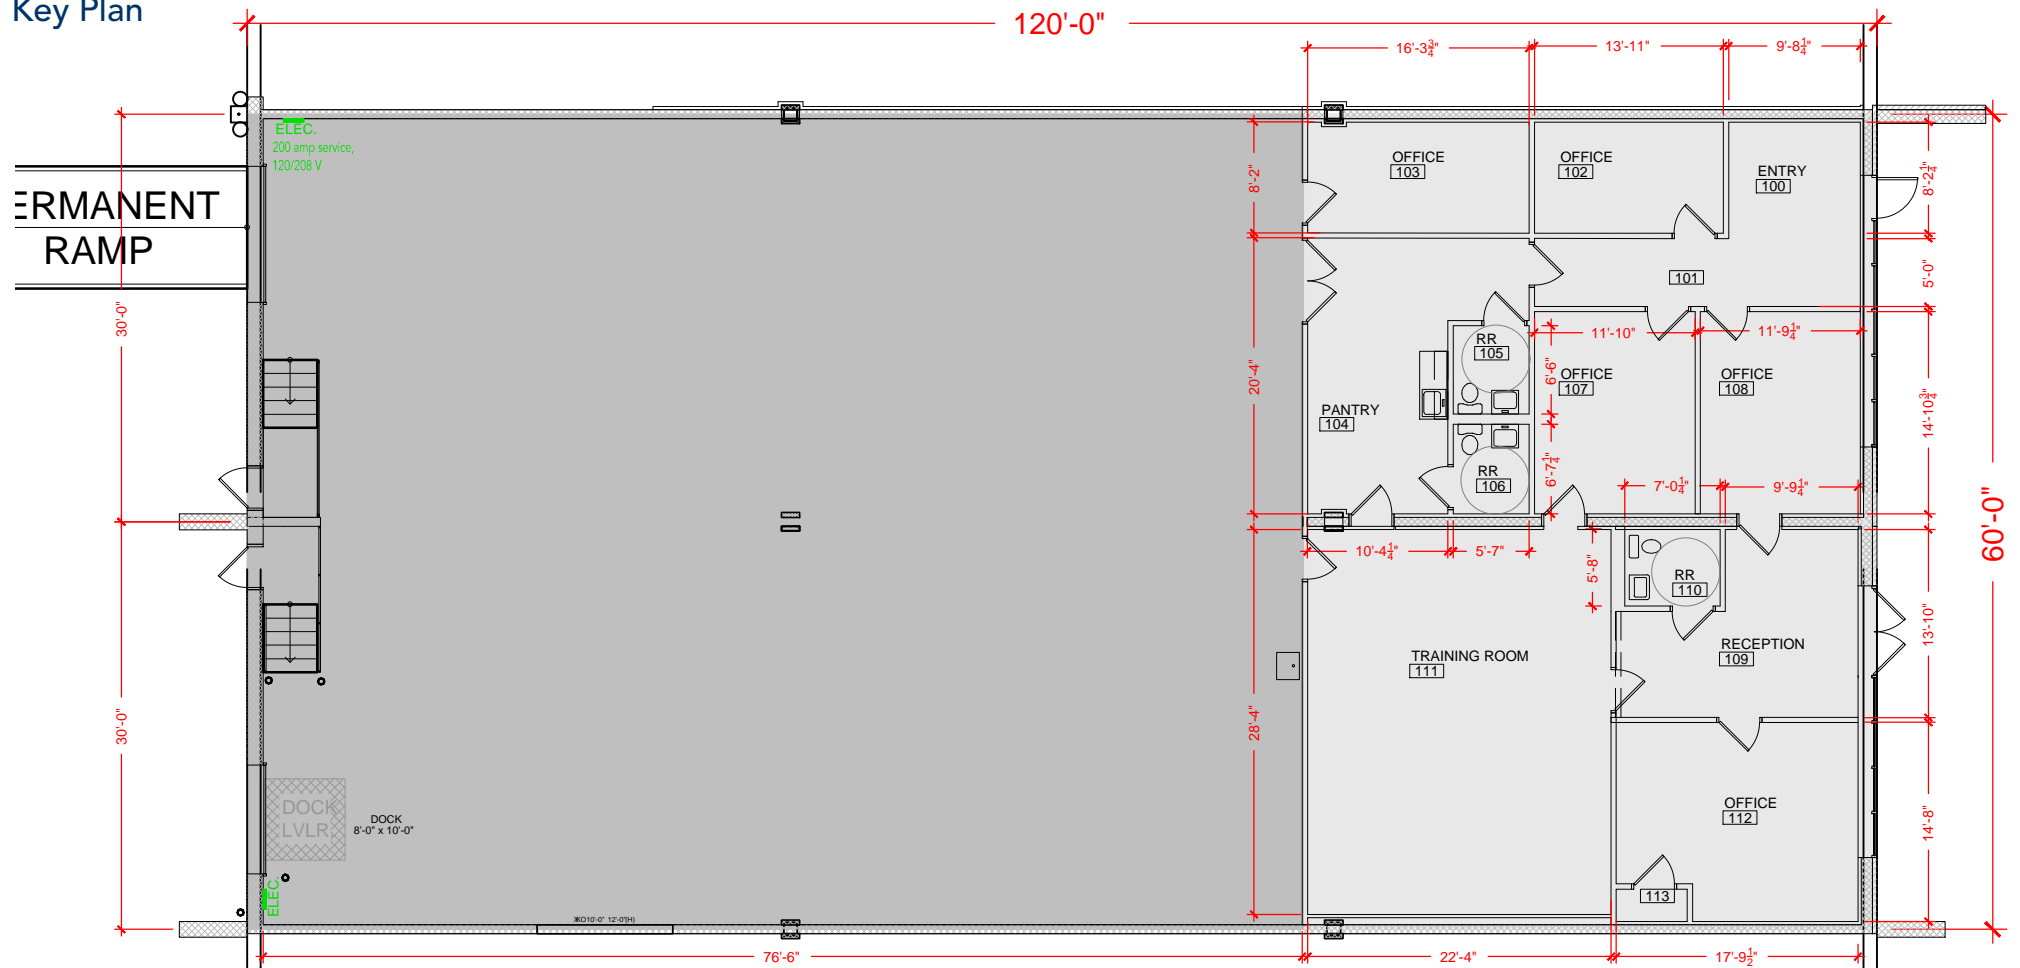 Key Plan
120'-0"
16'-3¾"
13'-11"
9'-8¼"
ELEC.
200 amp service,
120/208 V
ERMANENT
RAMP
OFFICE
103
OFFICE
102
ENTRY
100
8'-2"
8'-2¼"
101
5'-0"
30'-0"
RR
105
11'-10"
11'-9¼"
20'-4"
6'-6"
OFFICE
107
OFFICE
108
14'-10¾"
PANTRY
104
RR
106
6'-7¼"
7'-0¼"
9'-9¼"
60'-0"
10'-4¼"
5'-7"
5'-8"
RR
110
13'-10"
TRAINING ROOM
111
RECEPTION
109
30'-0"
28'-4"
DOCK
LVLR.
DOCK
8'-0" x 10'-0"
OFFICE
112
14'-8"
ELEC.
113
10'-0" 12'-0"(H)
76'-6"
22'-4"
17'-9½"